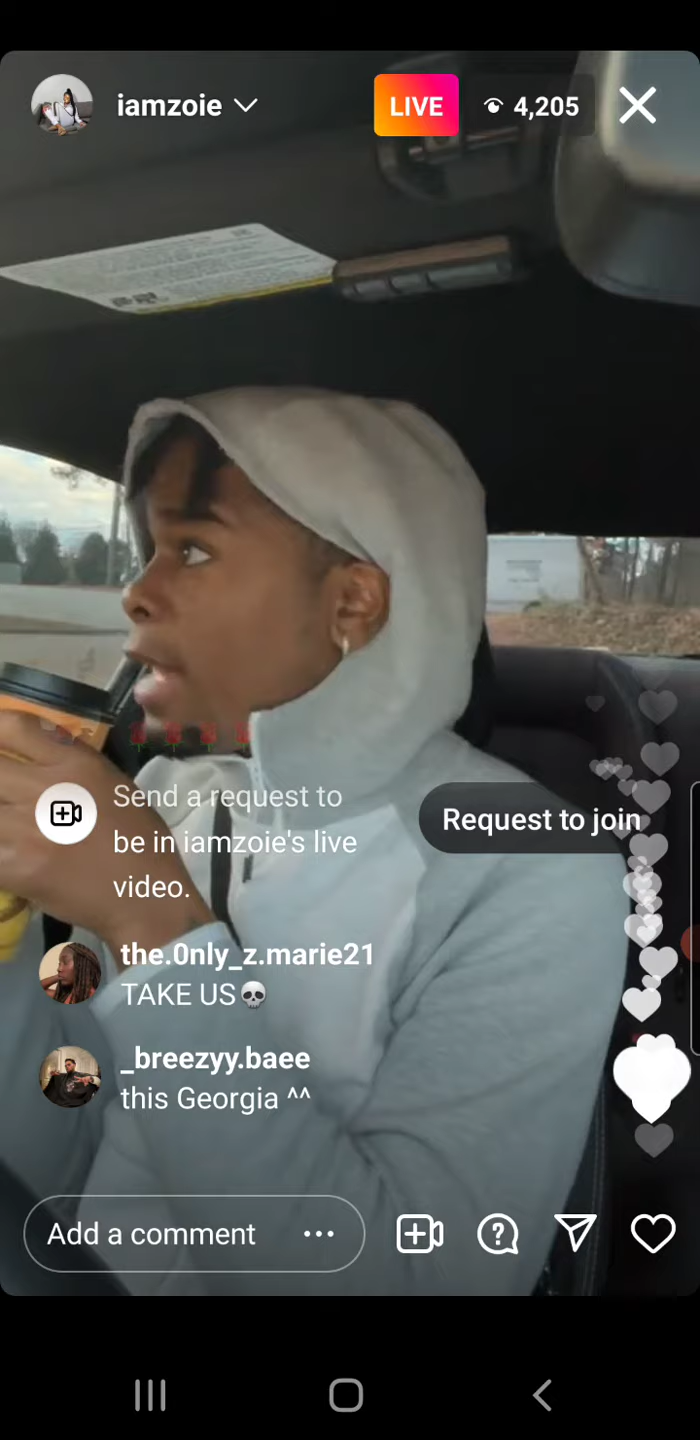 iamzoie
LIVE
4,205
Send a request to
be in iamzoie's live
video.
Request to join
the.0nly_z.marie21
TAKE US💀
_breezyy.baee
this Georgia ^^
Add a comment